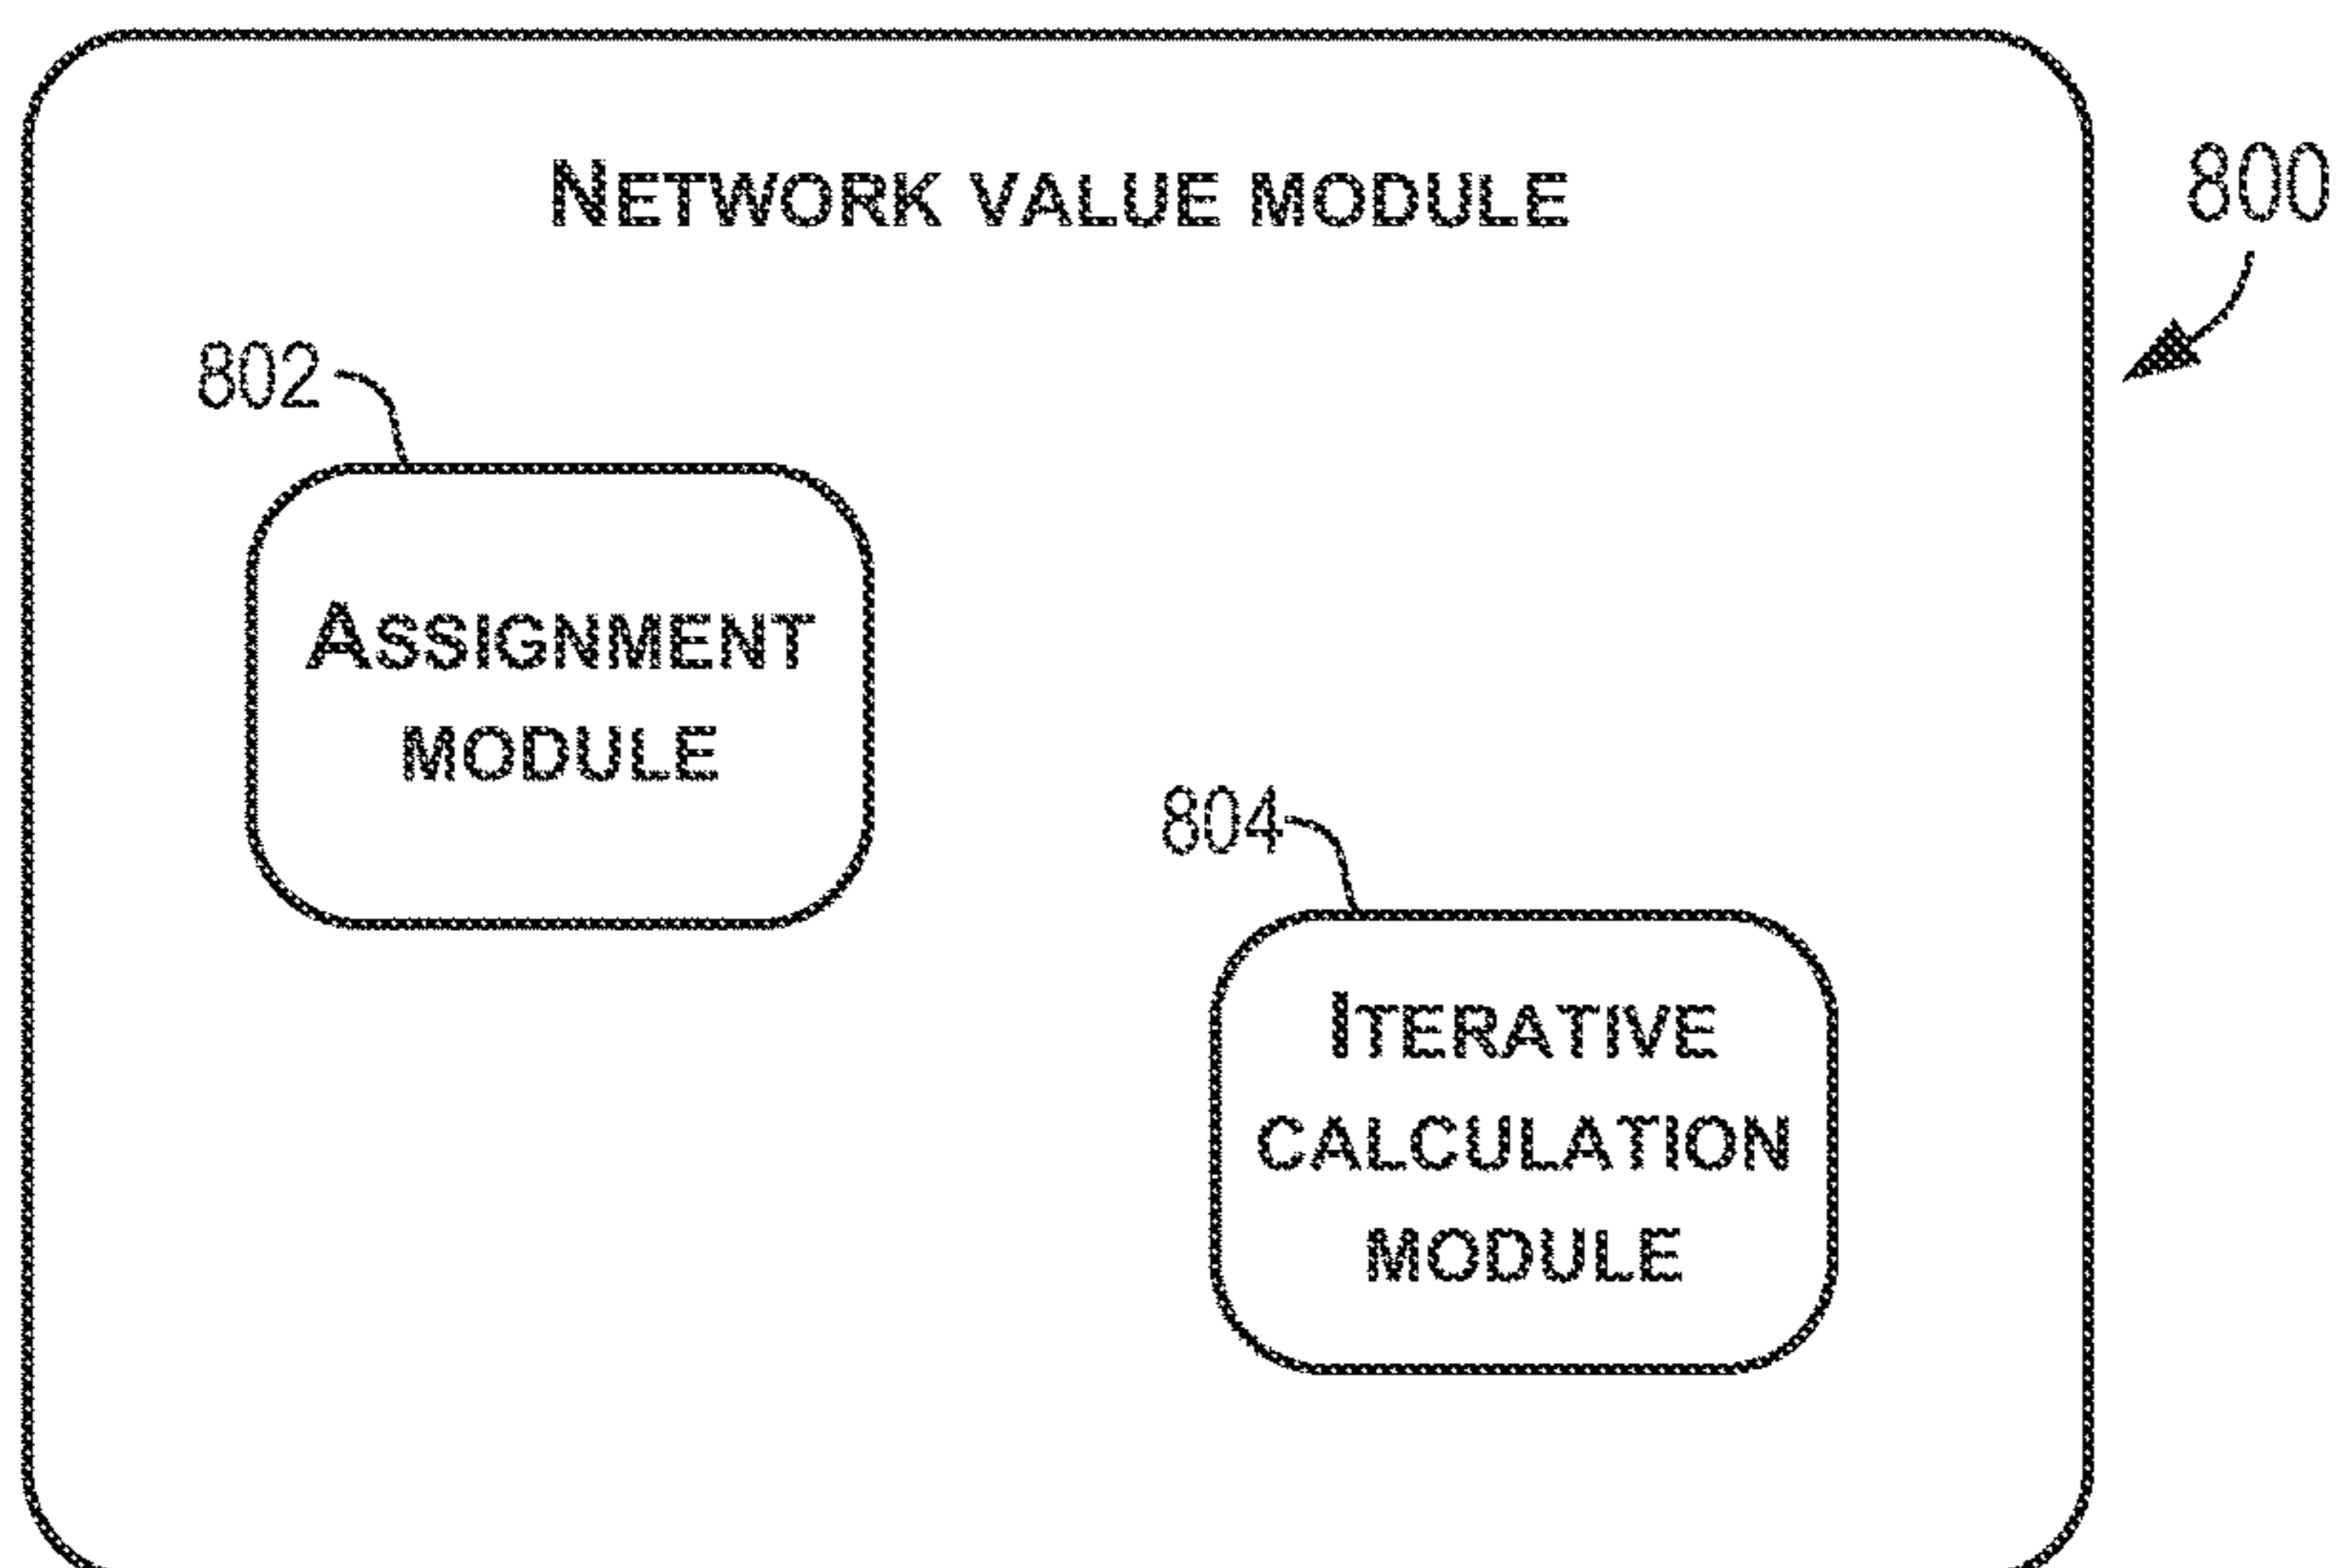 NETWORK VALUE MODULE
800
802
ASSIGNMENT
MODULE
804
ITERATIVE
CALCULATION
MODULE